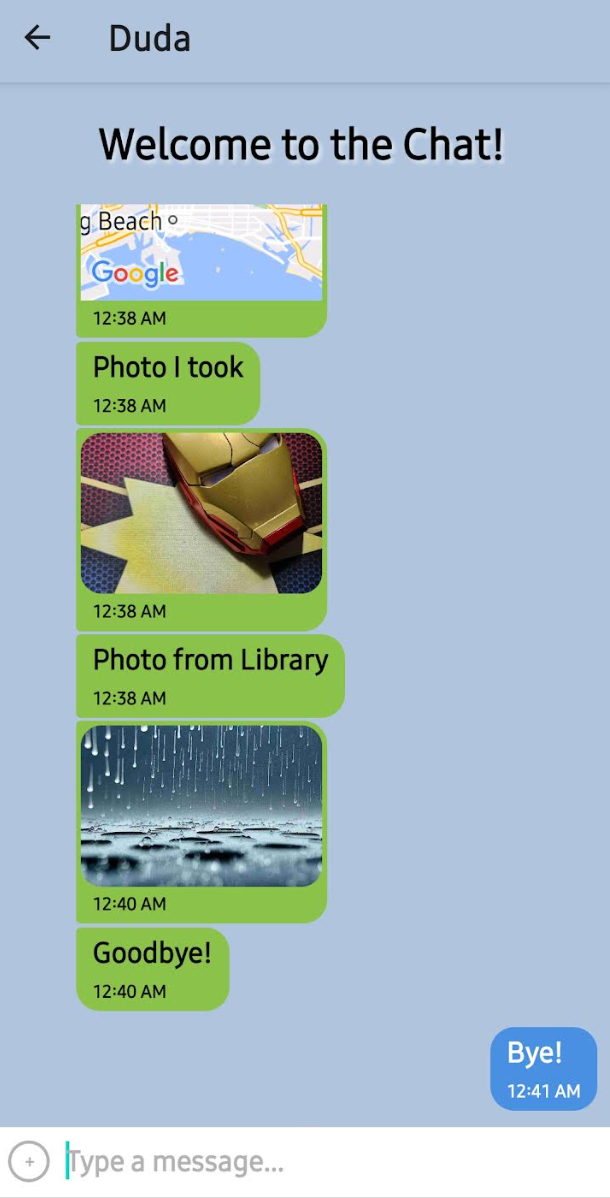 Duda
Welcome to the Chat!
g Beach
Google
12:38 AM
Photo I took
12:38 AM
12:38 AM
Photo from Library
12:38 AM
12:40 AM
Goodbye!
12:40 AM
Bye!
12:41 AM
Type a message...